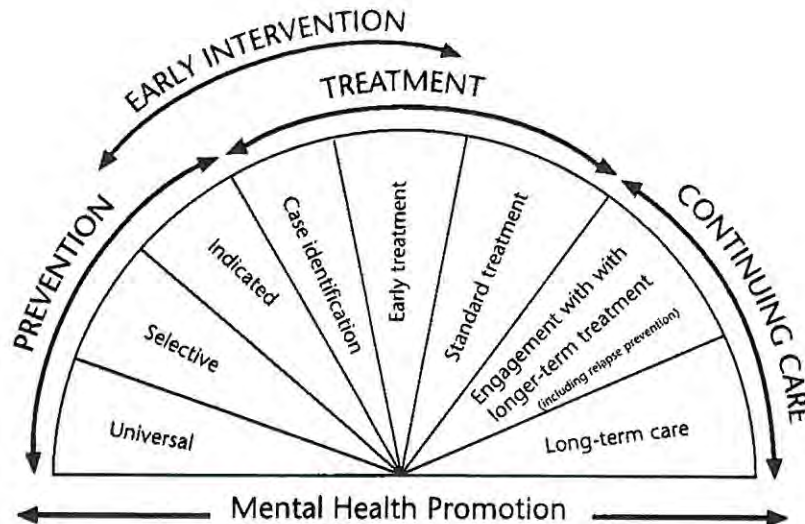 EARLY INTERVENTION
TREATMENT
PREVENTION
CONTINUING CARE
Universal
Selective
Indicated
Case identification
Early treatment
Standard treatment
Engagement with with
longer-term treatment
(including relapse prevention)
Long-term care
Mental Health Promotion